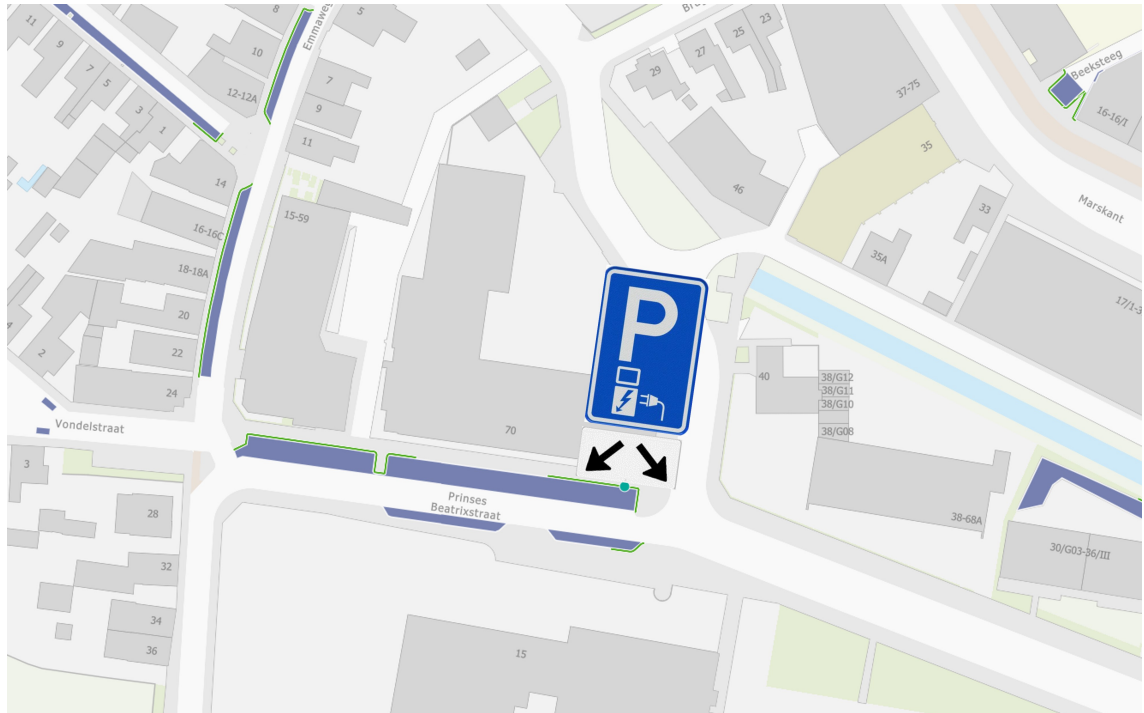 11
9
7
5
3
1
8
10
12-12A
14
16-16C
18-18A
20
22
24
2
Emmaweg
5
7
9
11
15-59
29
27
25
23
37-75
35
46
33
35A
17/1-3
Marskant
Beeksteeg
16-16/I
P
40
38/G12
38/G11
38/G10
38/G08
38-68A
30/G03-36/III
70
Vondelstraat
Prinses
Beatrixstraat
3
28
32
34
36
15